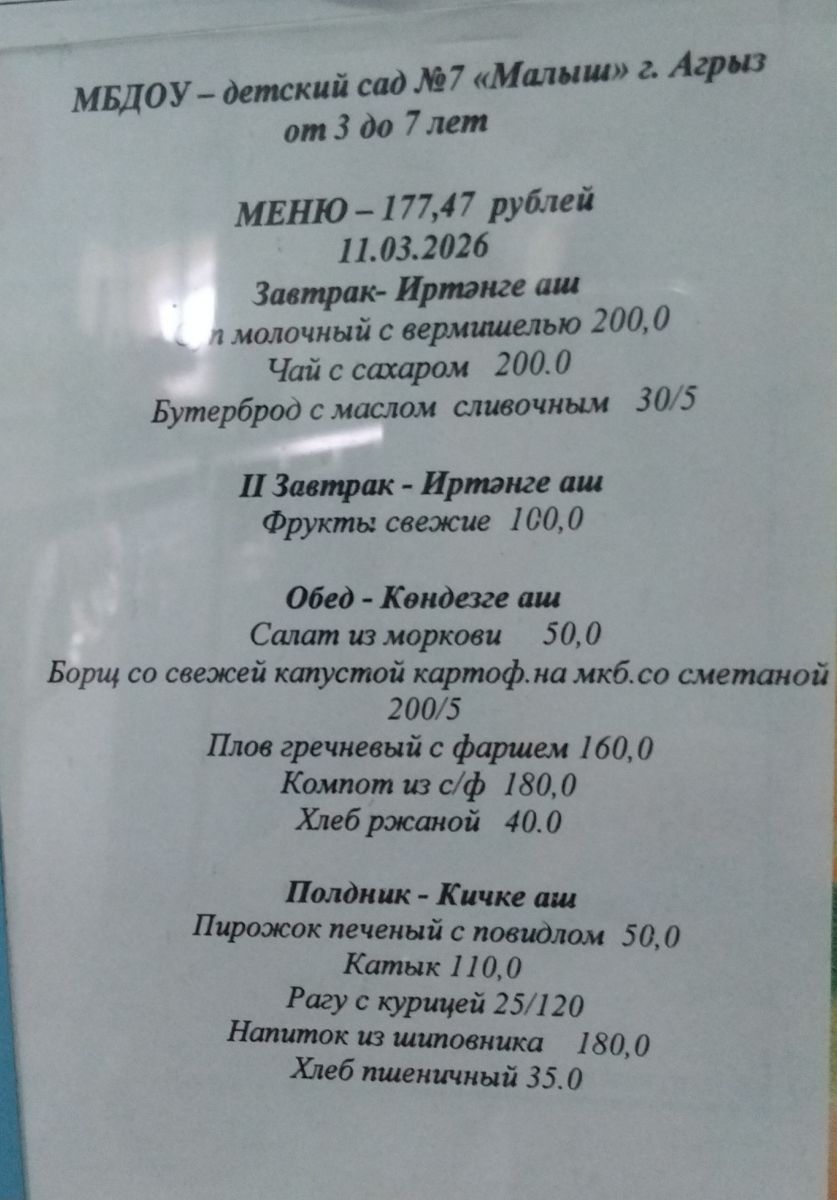 МБДОУ – детский сад №7 «Малыш» г. Агрыз
от 3 до 7 лет
МЕНЮ – 177,47 рублей
11.03.2026
Завтрак- Иртәнге аш
молочный с вермишелью 200,0
Чай с сахаром 200.0
Бутерброд с маслом сливочным 30/5
II Завтрак - Иртәнге аш
Фрукты свежие 100,0
Обед - Көндезге аш
Салат из моркови 50,0
Борщ со свежей капустой картоф.на мкб.со сметаной
200/5
Плов гречневый с фаршем 160,0
Компот из с/ф 180,0
Хлеб ржаной 40.0
Полдник - Кичке аш
Пирожок печеный с повидлом 50,0
Катык 110,0
Рагу с курицей 25/120
Напиток из шиповника 180,0
Хлеб пшеничный 35.0